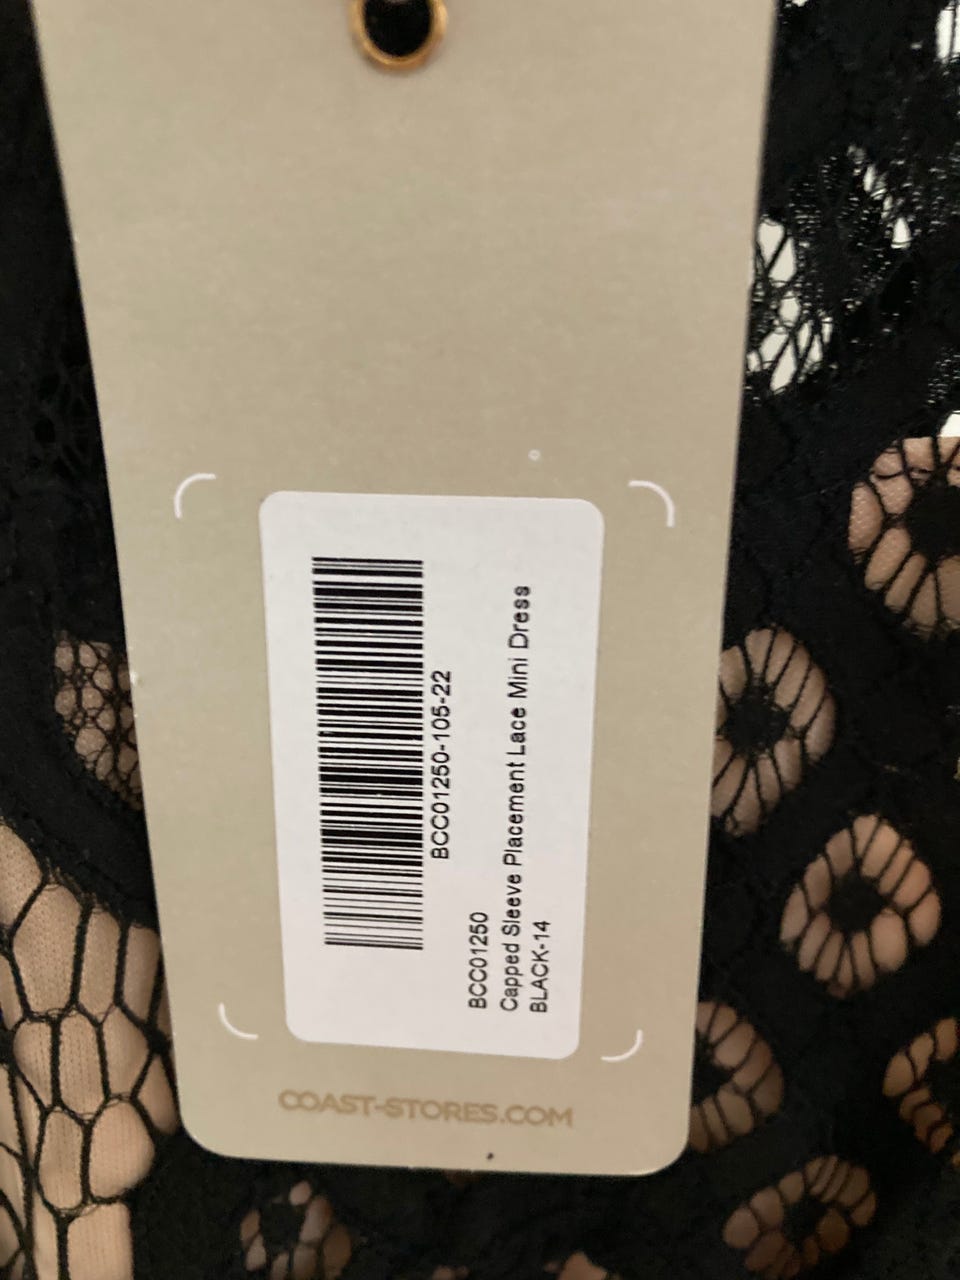 BCC01250-105-22
BCC01250
Capped Sleeve Placement Lace Mini Dress
BLACK-14
COAST-STORES.COM